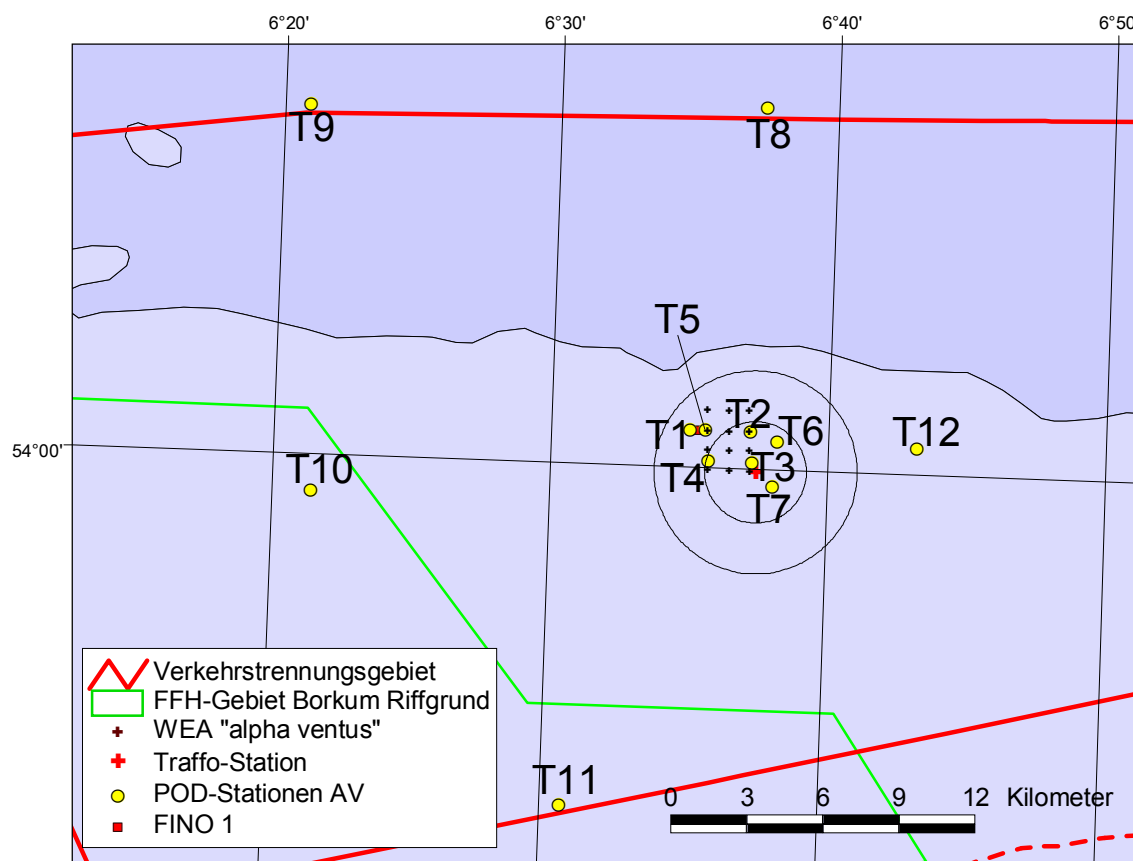 6°20' 6°30' 6°40' 6°50'
T9 T8
T5
T1 T2 T6 T12
54°00'
T10 T4 T3
T7
Verkehrstrennungsgebiet
FFH-Gebiet Borkum Riffgrund
WEA "alpha ventus"
Traffo-Station
POD-Stationen AV
FINO 1
T11
0 3 6 9 12 Kilometer